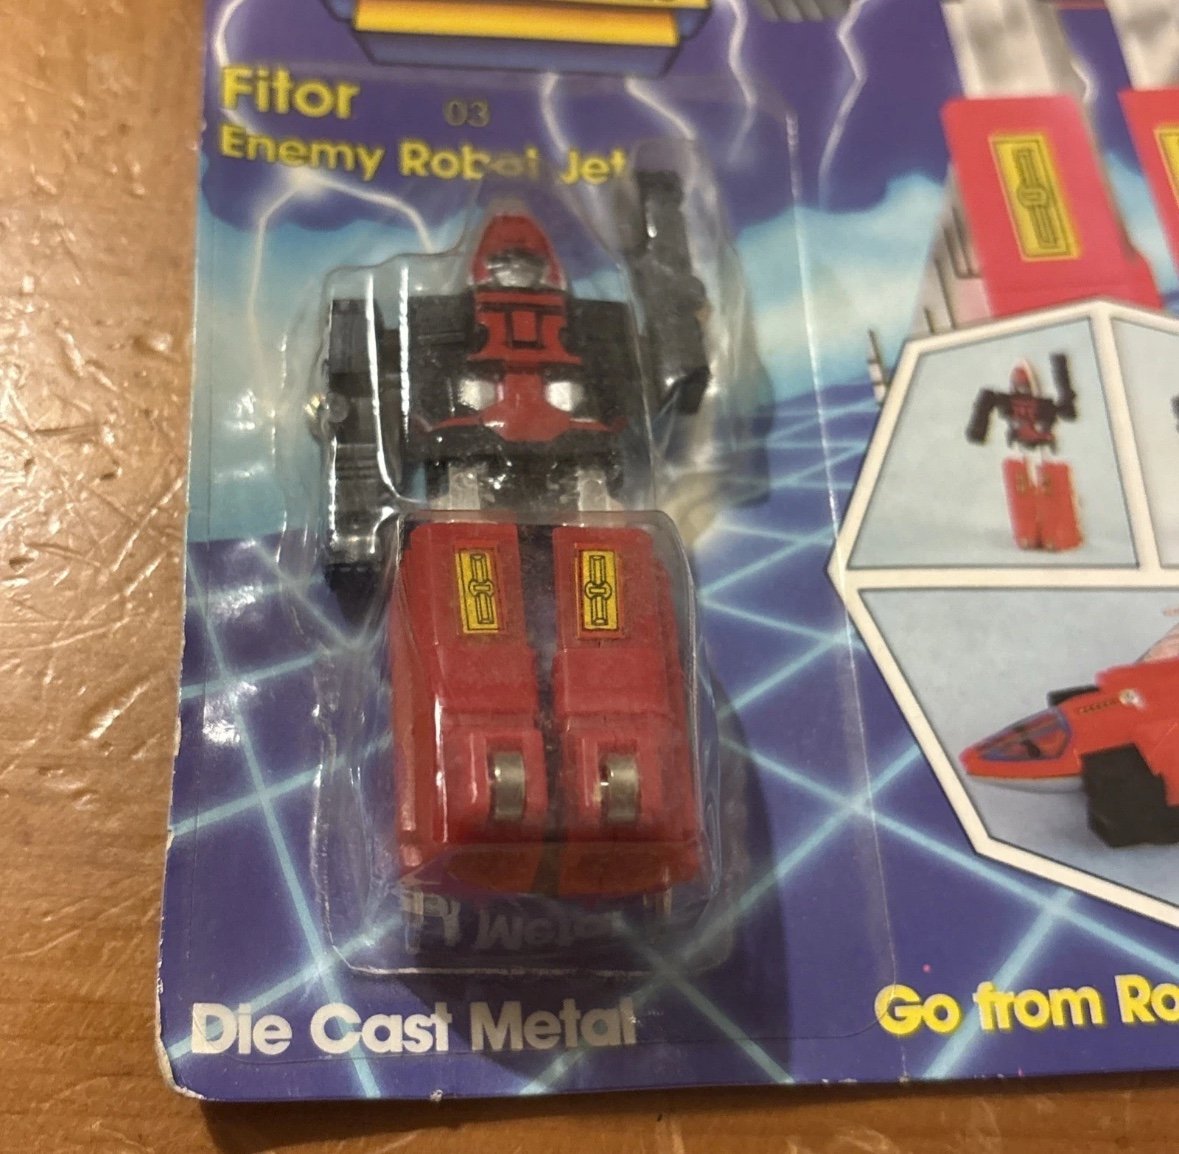 Fitor
03
Enemy Robot Jet
Die Cast Metal
Go from Ro